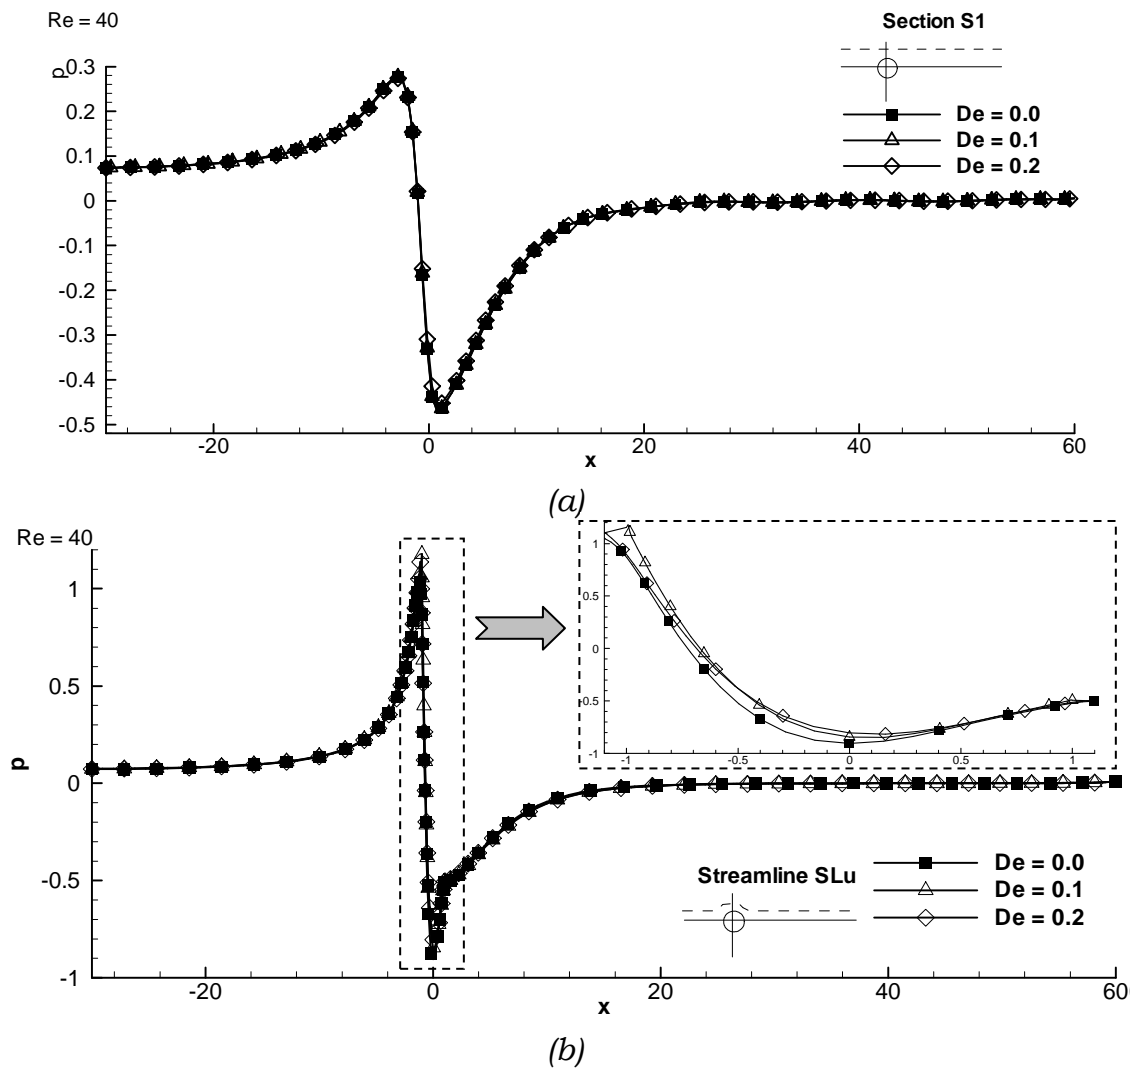 Re = 40
Section S1
p
0.3
0.2
0.1
0
-0.1
-0.2
-0.3
-0.4
-0.5
De = 0.0
De = 0.1
De = 0.2
-20 0 20 40 60
x
(a)
Re = 40
1
0.5
0
-0.5
-1
p
1
0.5
0
-0.5
-1
-1 -0.5 0 0.5 1
Streamline SLu
De = 0.0
De = 0.1
De = 0.2
-20 0 20 40 60
x
(b)